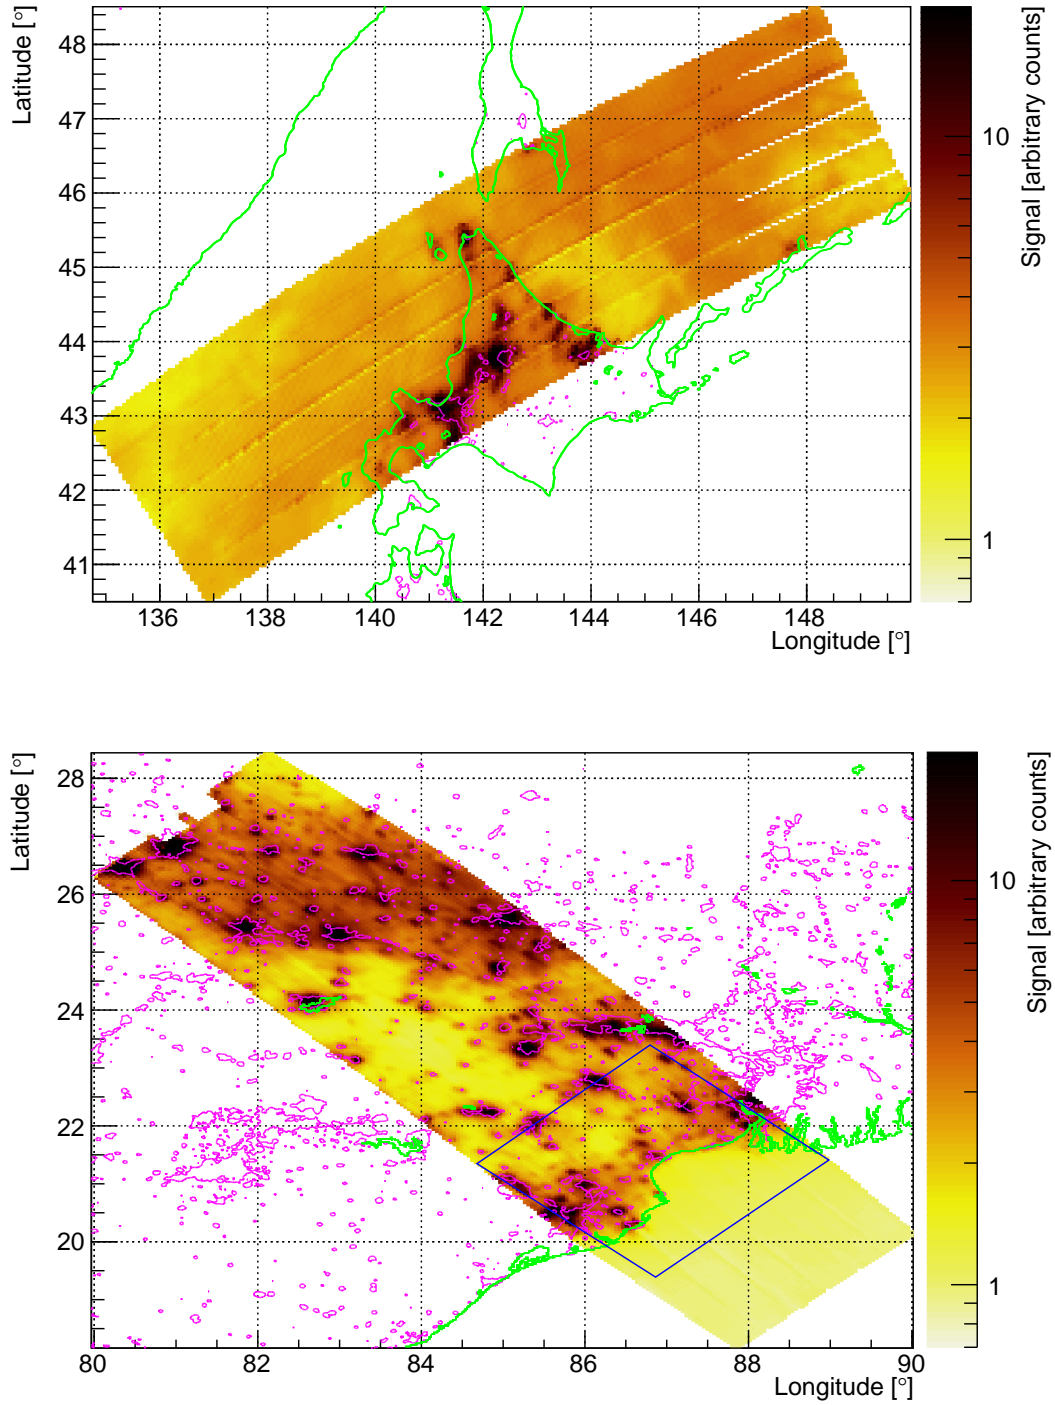 Latitude [°]
48
47
46
45
44
43
42
41
136 138 140 142 144 146 148
Longitude [°]
10
1
Signal [arbitrary counts]
Latitude [°]
28
26
24
22
20
80 82 84 86 88 90
Longitude [°]
10
1
Signal [arbitrary counts]